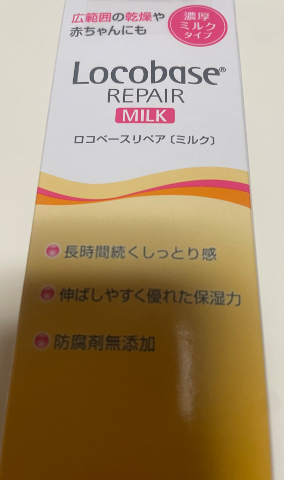 広範囲の乾燥や
赤ちゃんにも
濃厚
ミルク
タイプ
Locobase®
REPAIR
MILK
ロコベースリペア〔ミルク〕
長時間続くしっとり感
伸ばしやすく優れた保湿力
防腐剤無添加